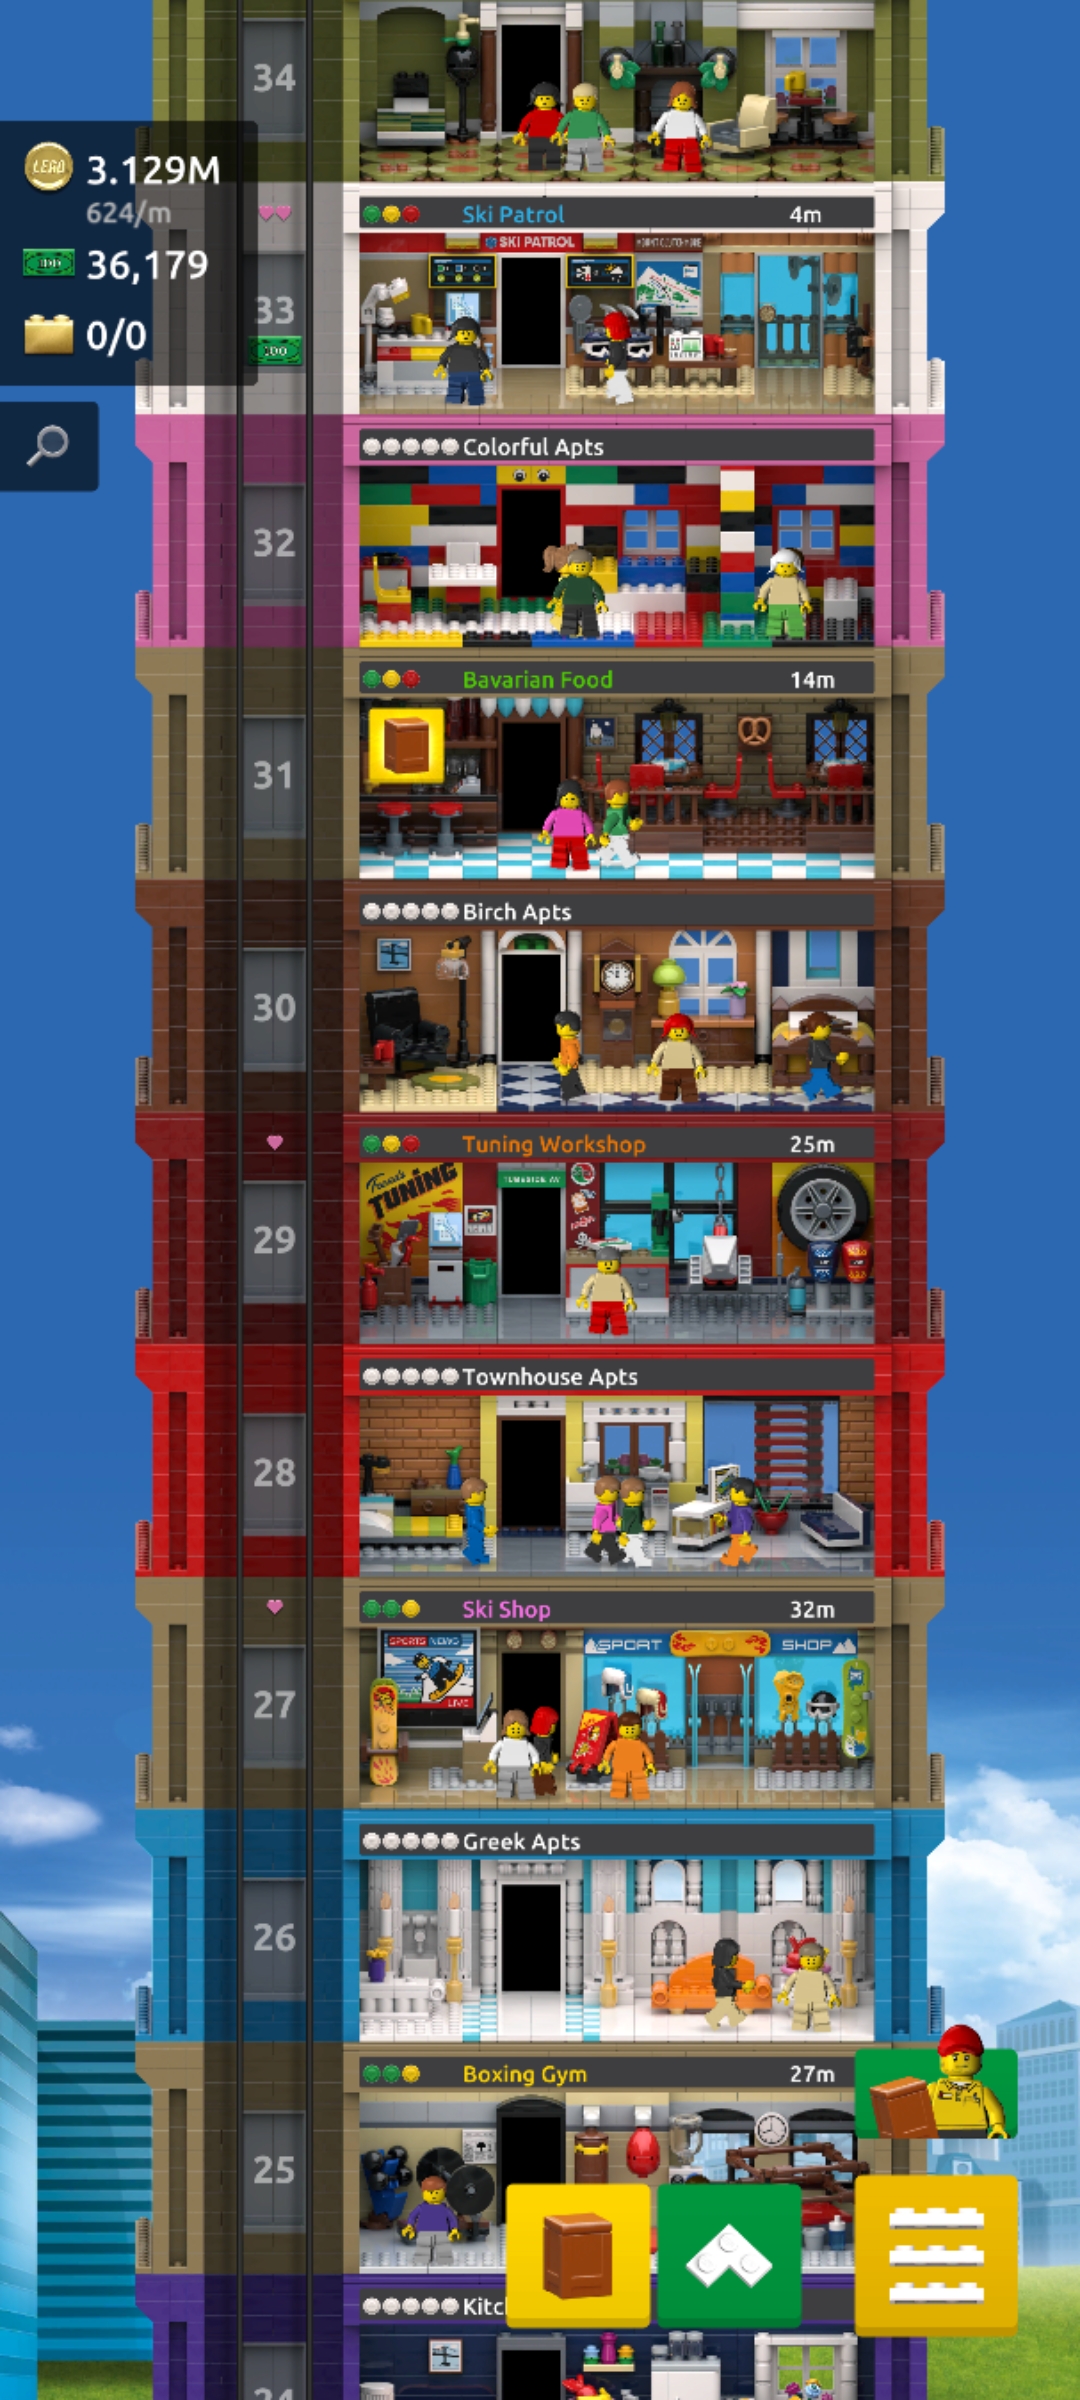 34
LEGO
3.129M
624/m
36,179
0/0
Ski Patrol 4m
SKI PATROL
33
100
Colorful Apts
32
Bavarian Food 14m
31
Birch Apts
30
Tuning Workshop 25m
TUNING
29
Townhouse Apts
28
Ski Shop 32m
SPORTS NEWS
LIVE
SPORT SHOP
27
Greek Apts
26
Boxing Gym 27m
25
24